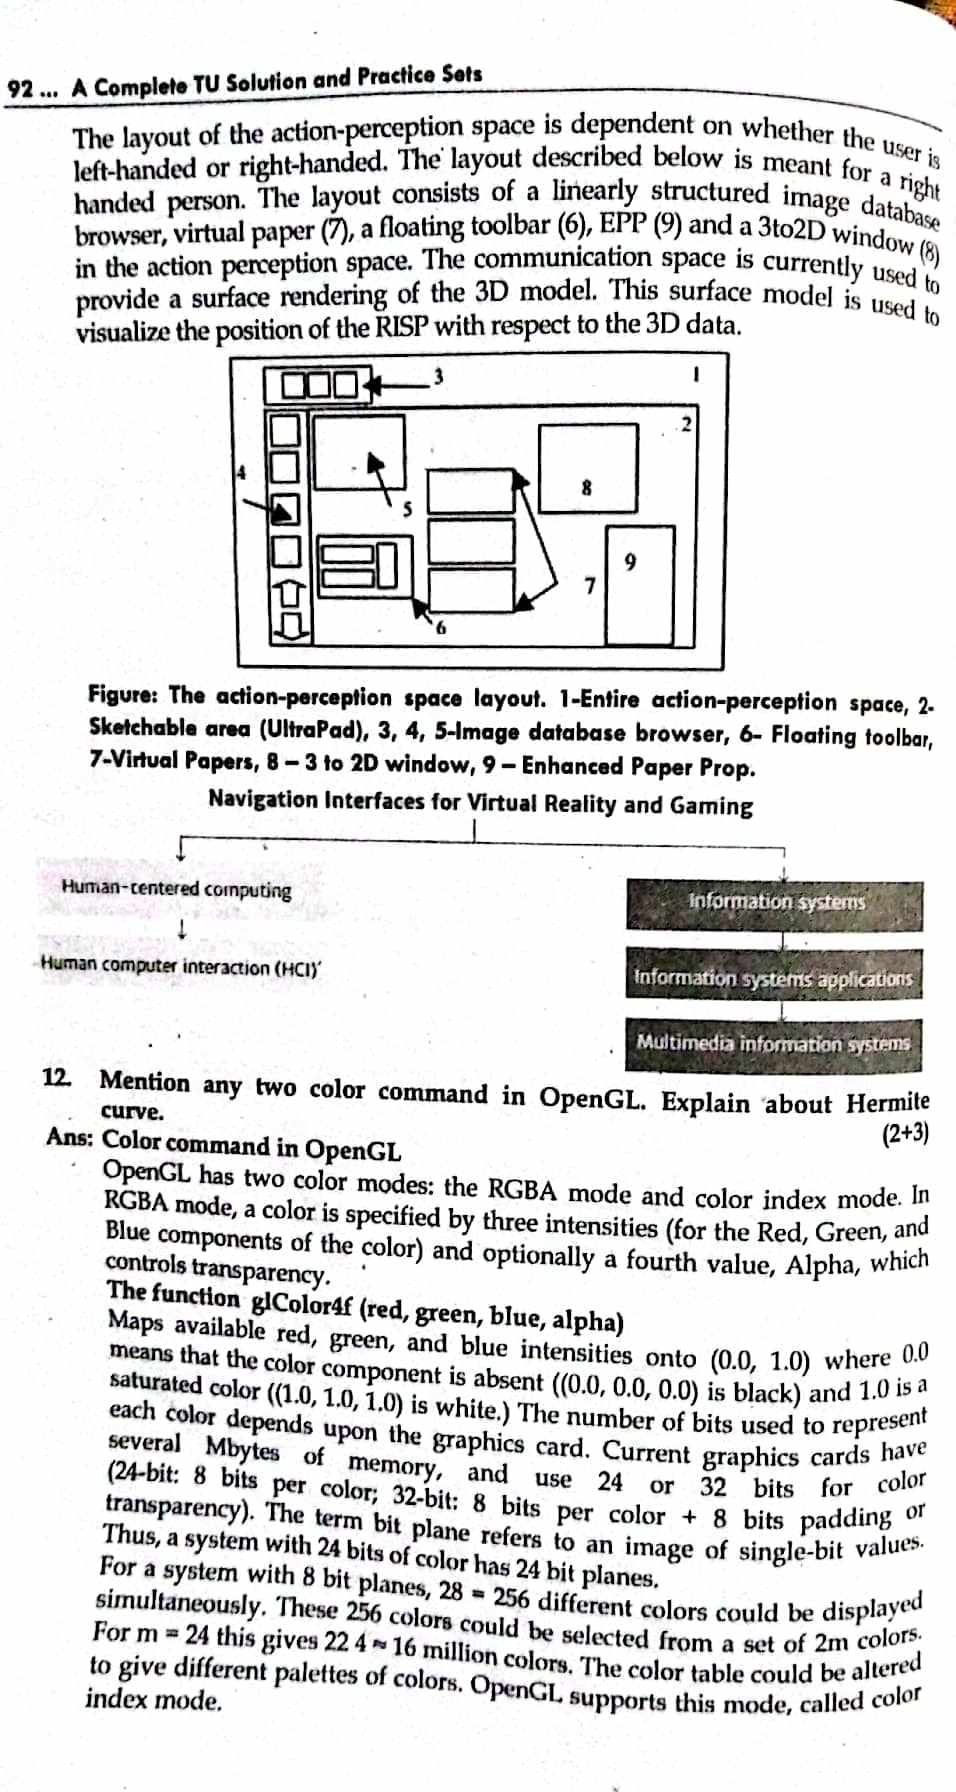 92 ... A Complete TU Solution and Practice Sets
The layout of the action-perception space is dependent on whether the user is
left-handed or right-handed. The layout described below is meant for a right
handed person. The layout consists of a linearly structured image database
browser, virtual paper (7), a floating toolbar (6), EPP (9) and a 3to2D window (8)
in the action perception space. The communication space is currently used to
provide a surface rendering of the 3D model. This surface model is used to
visualize the position of the RISP with respect to the 3D data.
3
1
2
4
5
8
9
7
6
Figure: The action-perception space layout. 1-Entire action-perception space, 2-
Sketchable area (UltraPad), 3, 4, 5-Image database browser, 6- Floating toolbar,
7-Virtual Papers, 8 – 3 to 2D window, 9 – Enhanced Paper Prop.
Navigation Interfaces for Virtual Reality and Gaming
Human-centered computing
Information systems
Human computer interaction (HCI)
Information systems applications
Multimedia information systems
12. Mention any two color command in OpenGL. Explain about Hermite
curve. (2+3)
Ans: Color command in OpenGL
OpenGL has two color modes: the RGBA mode and color index mode. In
RGBA mode, a color is specified by three intensities (for the Red, Green, and
Blue components of the color) and optionally a fourth value, Alpha, which
controls transparency.
The function glColor4f (red, green, blue, alpha)
Maps available red, green, and blue intensities onto (0.0, 1.0) where 0.0
means that the color component is absent ((0.0, 0.0, 0.0) is black) and 1.0 is a
saturated color ((1.0, 1.0, 1.0) is white.) The number of bits used to represent
each color depends upon the graphics card. Current graphics cards have
several Mbytes of memory, and use 24 or 32 bits for color
(24-bit: 8 bits per color; 32-bit: 8 bits per color + 8 bits padding or
transparency). The term bit plane refers to an image of single-bit values.
Thus, a system with 24 bits of color has 24 bit planes.
For a system with 8 bit planes, 28 = 256 different colors could be displayed
simultaneously. These 256 colors could be selected from a set of 2m colors.
For m = 24 this gives 22 4 ≈ 16 million colors. The color table could be altered
to give different palettes of colors. OpenGL supports this mode, called color
index mode.